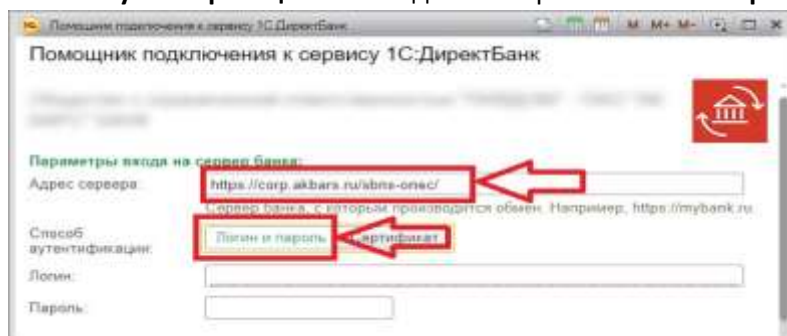 Помощник подключения к сервису 1С:ДиректБанк
M M+ M-
Помощник подключения к сервису 1С:ДиректБанк
Параметры входа на сервер банка:
Адрес сервера: https://corp.akbars.ru/sbns-onec/
Сервер банка, с которым производится обмен. Например, https://mybank.ru.
Способ аутентификации: Логин и пароль Сертификат
Логин:
Пароль: